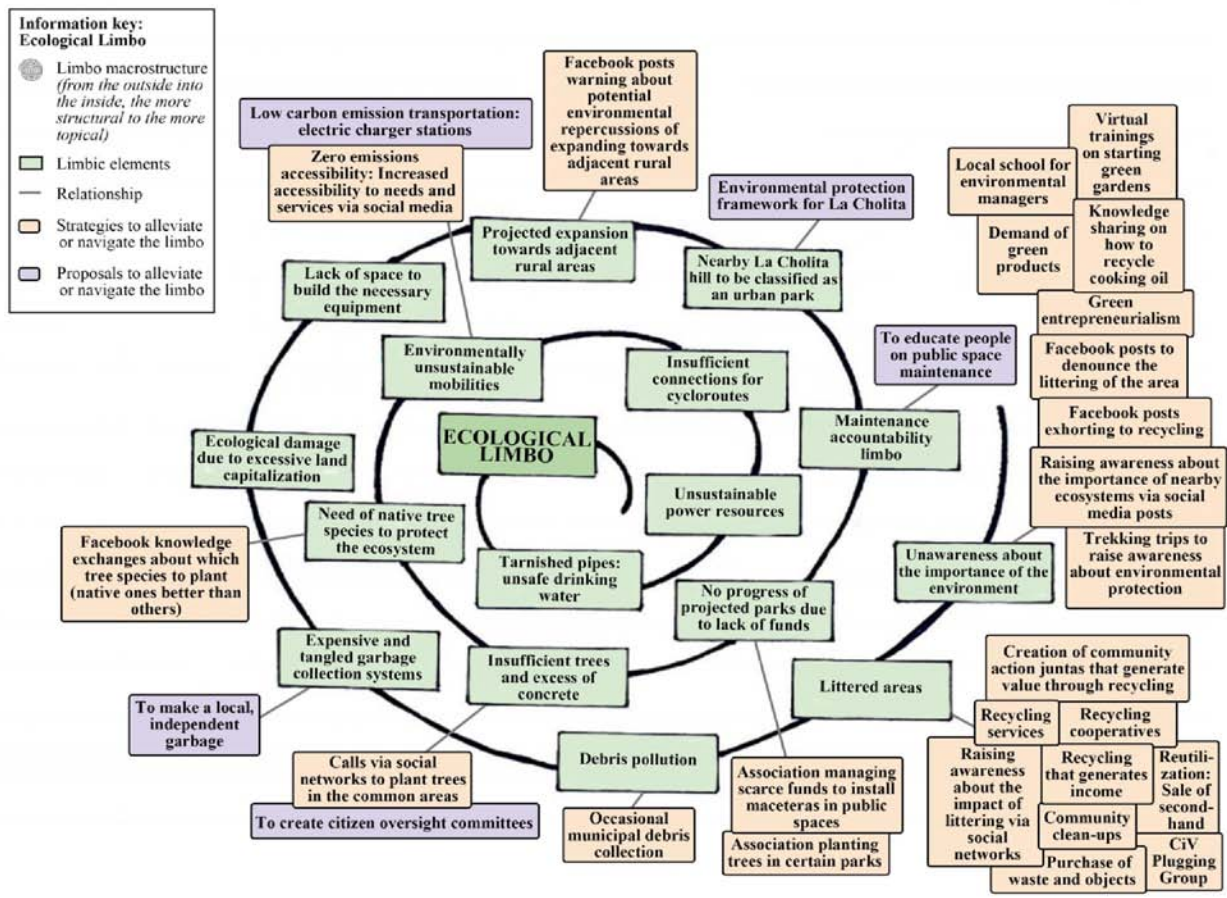 Information key:
Ecological Limbo
Limbo macrostructure
(from the outside into
the inside, the more
structural to the more
topical)
Limbic elements
Relationship
Strategies to alleviate
or navigate the limbo
Proposals to alleviate
or navigate the limbo
Low carbon emission transportation:
electric charger stations
Zero emissions
accessibility: Increased
accessibility to needs and
services via social media
Facebook posts
warning about
potential
environmental
repercussions of
expanding towards
adjacent rural
areas
Environmental protection
framework for La Cholita
Local school for
environmental
managers
Virtual
trainings
on starting
green
gardens
Demand of
green
products
Knowledge
sharing on
how to
recycle
cooking oil
Green
entrepreneurialism
Facebook posts to
denounce the
littering of the area
Facebook posts
exhorting to recycling
Raising awareness about
the importance of nearby
ecosystems via social
media posts
Trekking trips to
raise awareness
about environmental
protection
Projected expansion
towards adjacent
rural areas
Nearby La Cholita
hill to be classified as
an urban park
Lack of space to
build the necessary
equipment
To educate people
on public space
maintenance
Environmentally
unsustainable
mobilities
Insufficient
connections for
cycloroutes
Maintenance
accountability
limbo
ECOLOGICAL
LIMBO
Ecological damage
due to excessive land
capitalization
Unsustainable
power resources
Need of native tree
species to protect
the ecosystem
Facebook knowledge
exchanges about which
tree species to plant
(native ones better than
others)
Tarnished pipes:
unsafe drinking
water
Unawareness about
the importance of the
environment
No progress of
projected parks due
to lack of funds
Expensive and
tangled garbage
collection systems
Insufficient trees
and excess of
concrete
Littered areas
To make a local,
independent
garbage
Debris pollution
Calls via social
networks to plant trees
in the common areas
To create citizen oversight committees
Occasional
municipal debris
collection
Association managing
scarce funds to install
maceteras in public
spaces
Association planting
trees in certain parks
Creation of community
action juntas that generate
value through recycling
Recycling
services
Recycling
cooperatives
Raising
awareness
about the
impact of
littering via
social
networks
Recycling
that generates
income
Reutili-
zation:
Sale of
second-
hand
Community
clean-ups
CiV
Plugging
Group
Purchase of
waste and objects